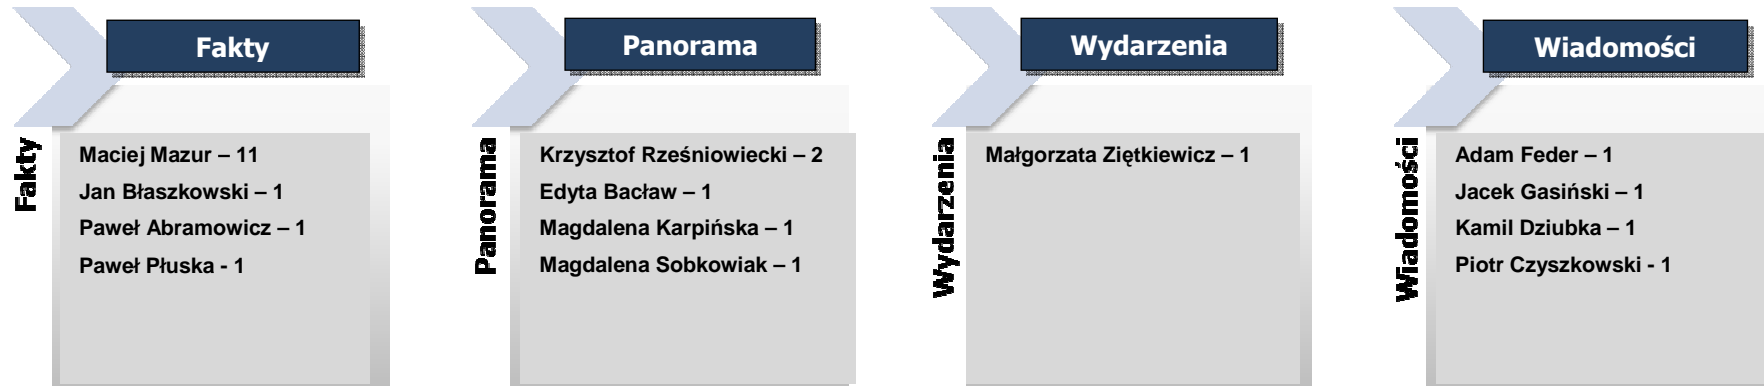 Fakty
Fakty
Maciej Mazur – 11
Jan Błaszkowski – 1
Paweł Abramowicz – 1
Paweł Płuska - 1
Panorama
Panorama
Krzysztof Rześniowiecki – 2
Edyta Bacław – 1
Magdalena Karpińska – 1
Magdalena Sobkowiak – 1
Wydarzenia
Wydarzenia
Małgorzata Ziętkiewicz – 1
Wiadomości
Wiadomości
Adam Feder – 1
Jacek Gasiński – 1
Kamil Dziubka – 1
Piotr Czyszkowski - 1